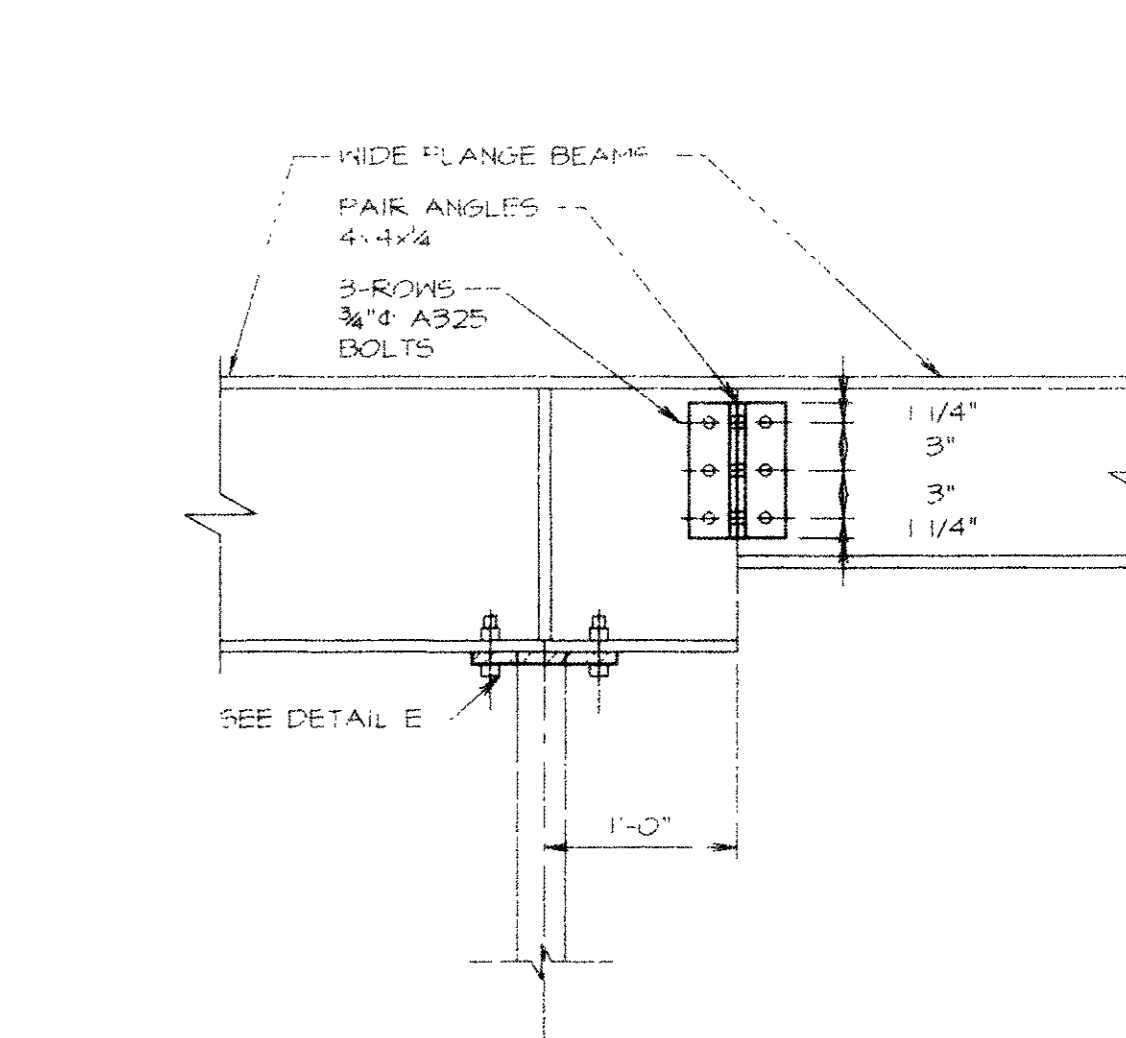 WIDE FLANGE BEAMS
PAIR ANGLES
4x4x¼
3-ROWS
¾"Φ A325
BOLTS
1 1/4"
3"
3"
1 1/4"
SEE DETAIL E
1'-0"